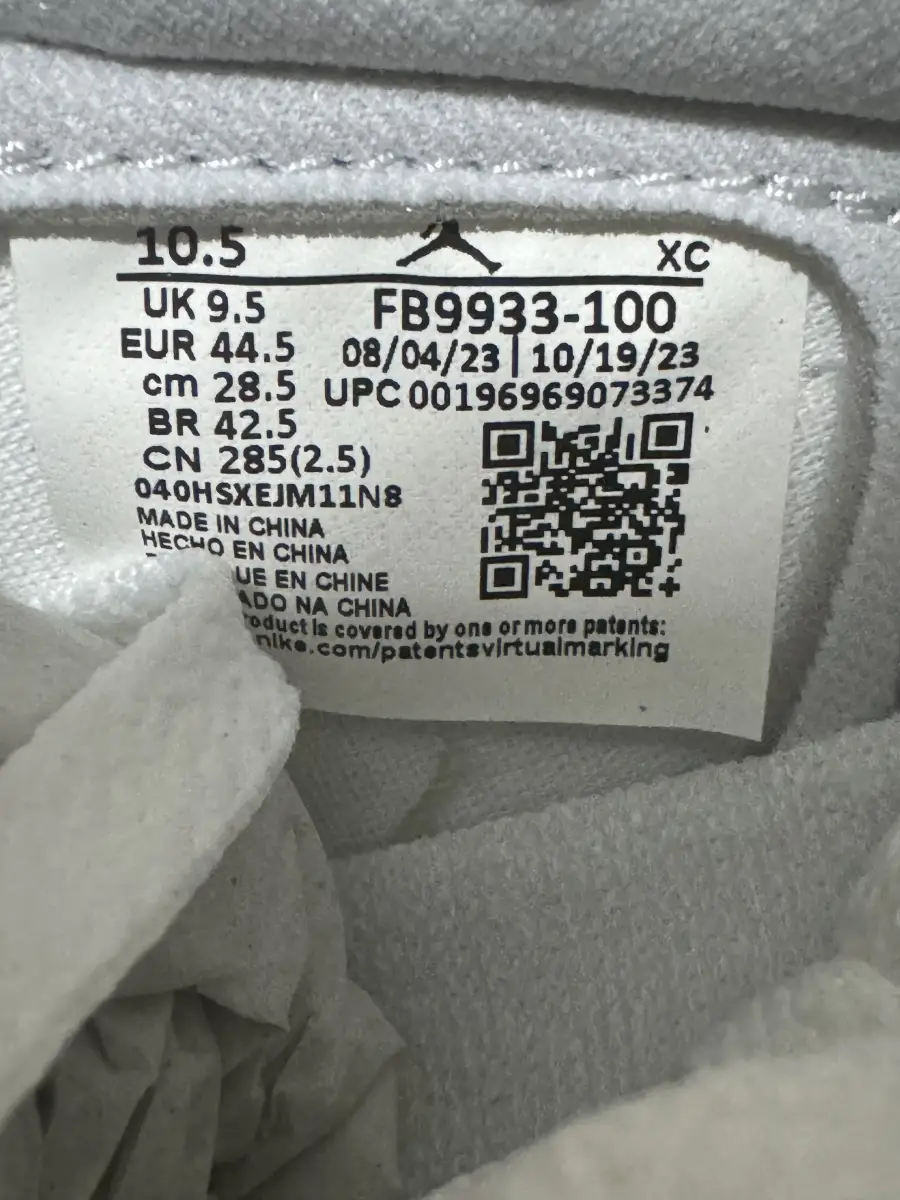 10.5 XC
UK 9.5 FB9933-100
EUR 44.5 08/04/23 | 10/19/23
cm 28.5 UPC 00196969073374
BR 42.5
CN 285(2.5)
040HSXEJM11N8
MADE IN CHINA
HECHO EN CHINA
UE EN CHINE
ADO NA CHINA
roduct is covered by one or more patents:
nike.com/patentsvirtualmarking